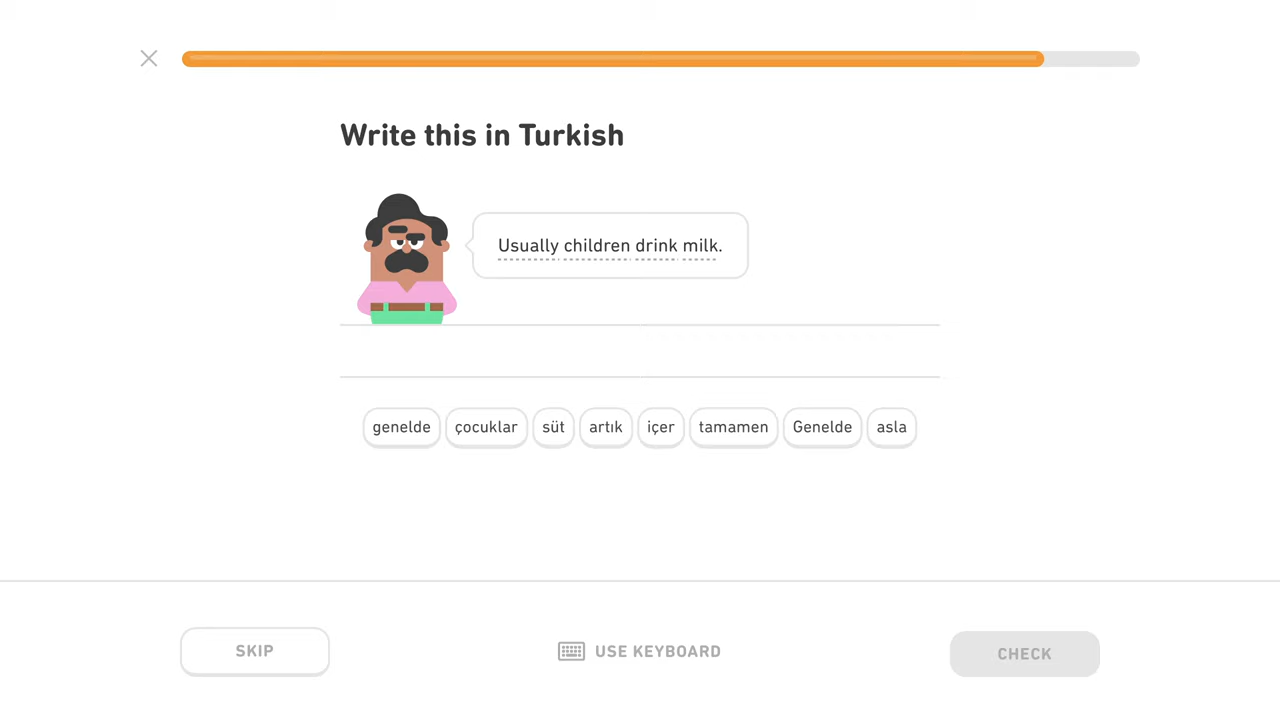 Write this in Turkish
Usually children drink milk.
genelde çocuklar süt artık içer tamamen Genelde asla
SKIP USE KEYBOARD CHECK